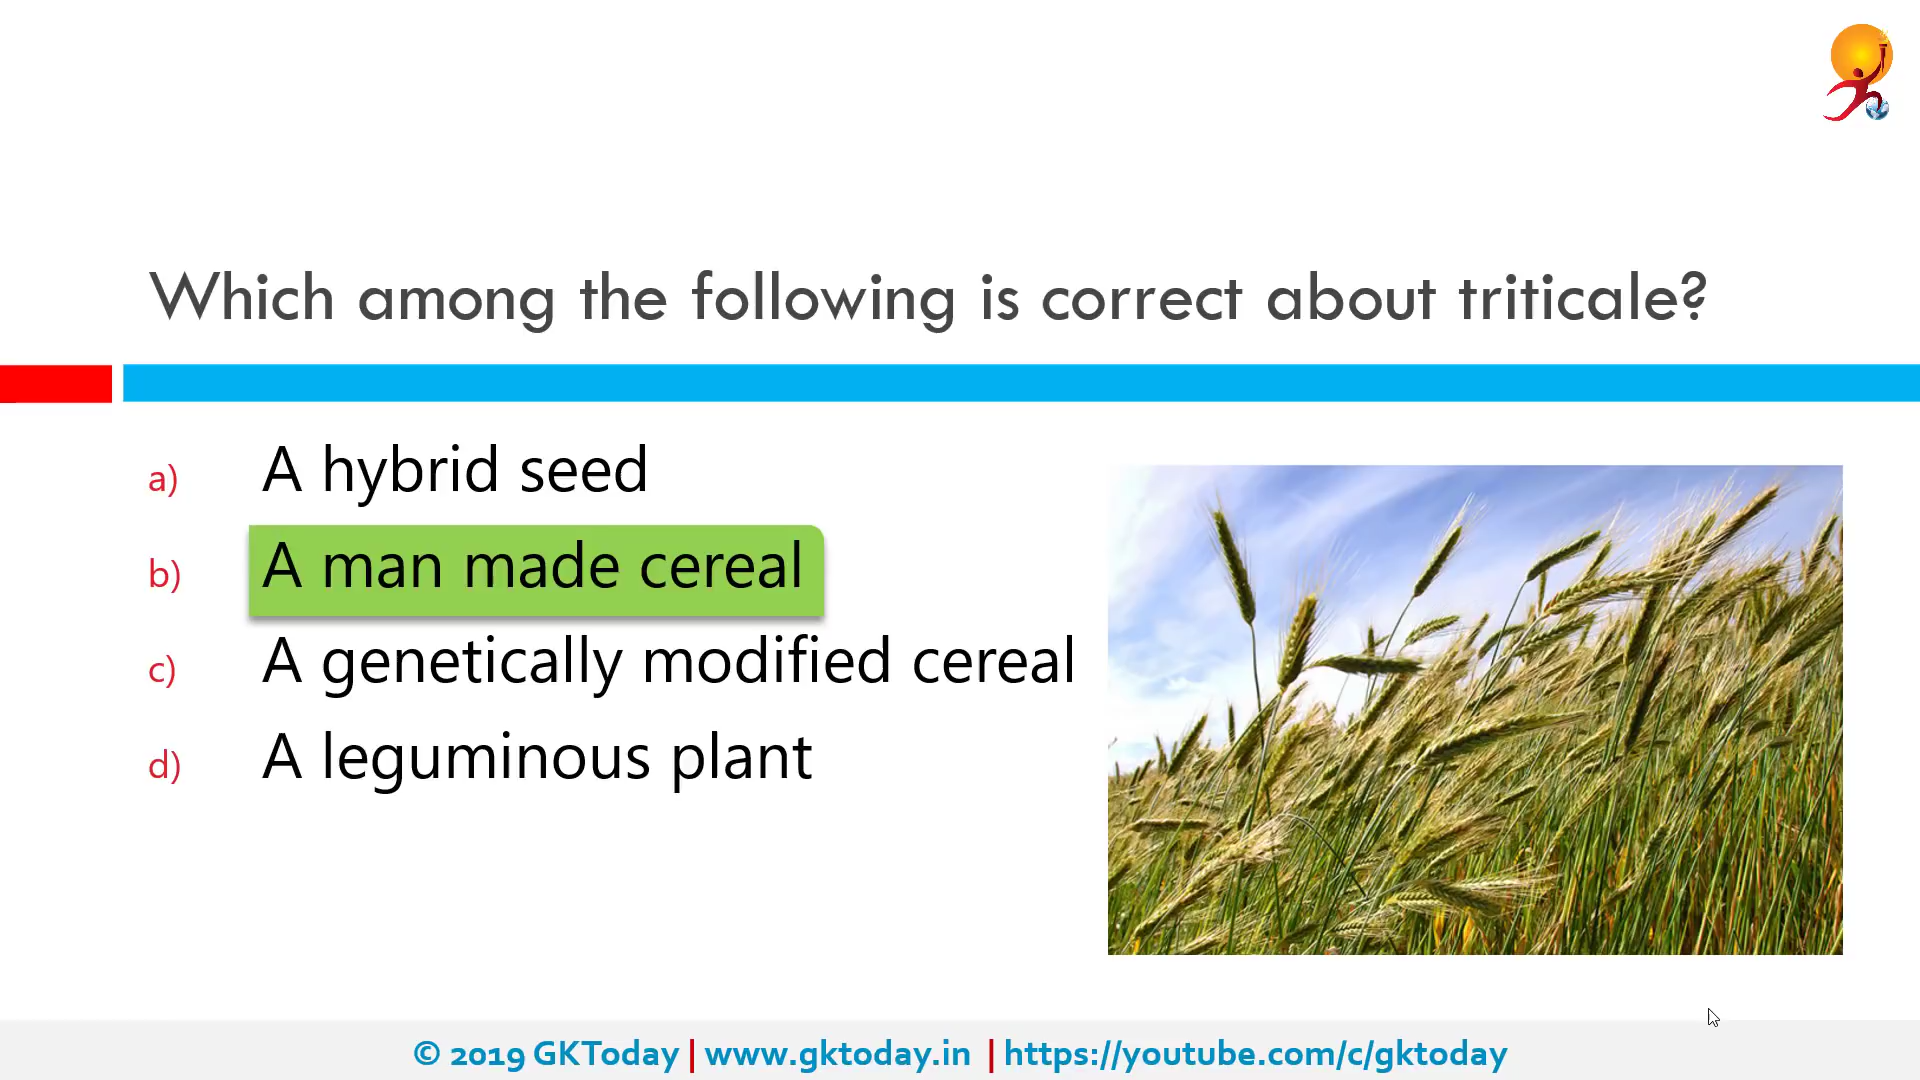 Which among the following is correct about triticale?
a) A hybrid seed
b) A man made cereal
c) A genetically modified cereal
d) A leguminous plant
© 2019 GKToday | www.gktoday.in | https://youtube.com/c/gktoday